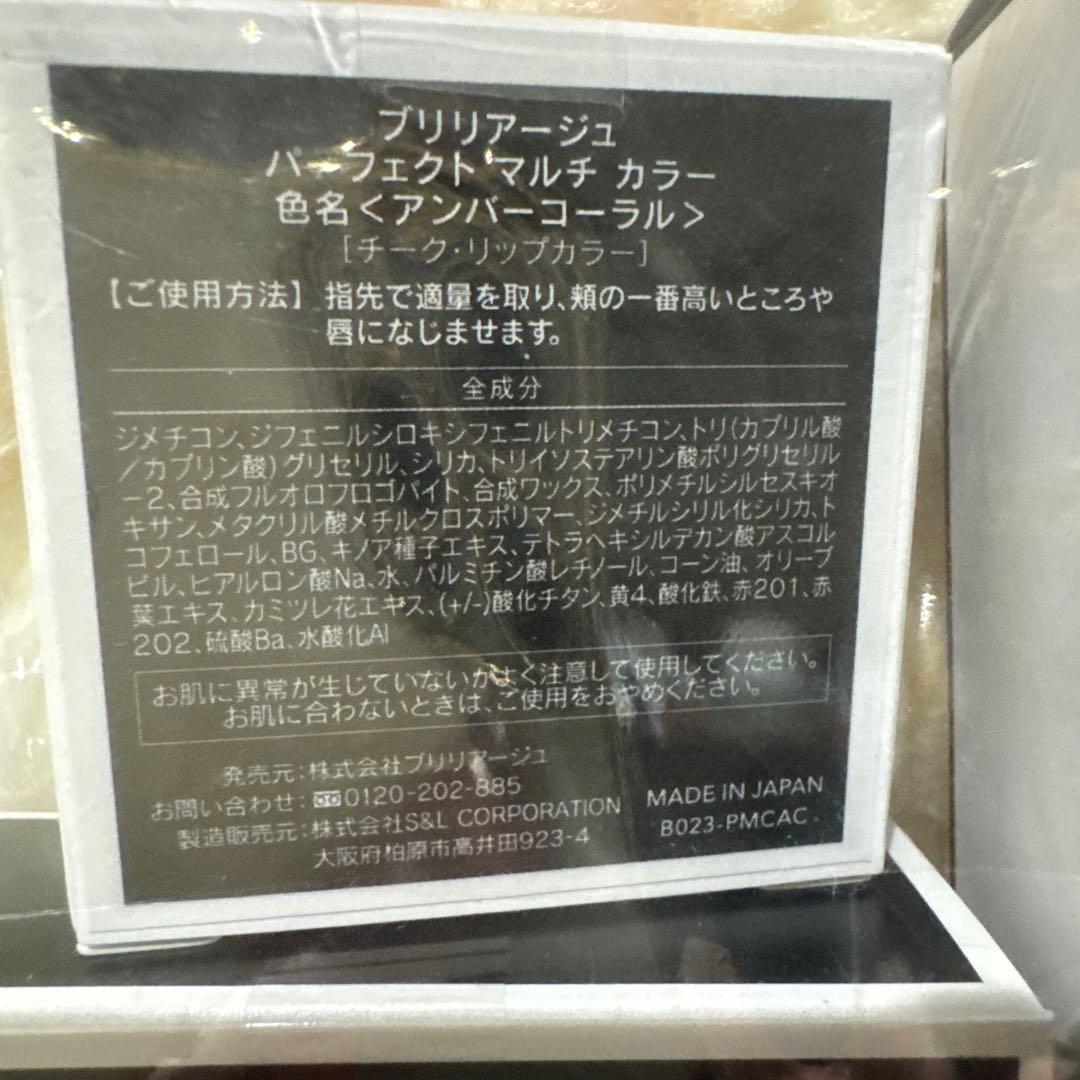 ブリリアージュ
パーフェクト マルチ カラー
色名<アンバーコーラル>
[チーク・リップカラー]
【ご使用方法】 指先で適量を取り、頬の一番高いところや
唇になじませます。
全成分
ジメチコン、ジフェニルシロキシフェニルトリメチコン、トリ(カプリル酸
/カプリン酸)グリセリル、シリカ、トリイソステアリン酸ポリグリセリル
-2、合成フルオロフロゴパイト、合成ワックス、ポリメチルシルセスキオ
キサン、メタクリル酸メチルクロスポリマー、ジメチルシリル化シリカ、ト
コフェロール、BG、キノア種子エキス、テトラヘキシルデカン酸アスコル
ビル、ヒアルロン酸Na、水、パルミチン酸レチノール、コーン油、オリーブ
葉エキス、カミツレ花エキス、(+/-)酸化チタン、黄4、酸化鉄、赤201、赤
202、硫酸Ba、水酸化Al
お肌に異常が生じていないかよく注意して使用してください。
お肌に合わないときは、ご使用をおやめください。
発売元:株式会社ブリリアージュ
お問い合わせ:0120-202-885
製造販売元:株式会社S&L CORPORATION
大阪府柏原市高井田923-4
MADE IN JAPAN
B023-PMCAC